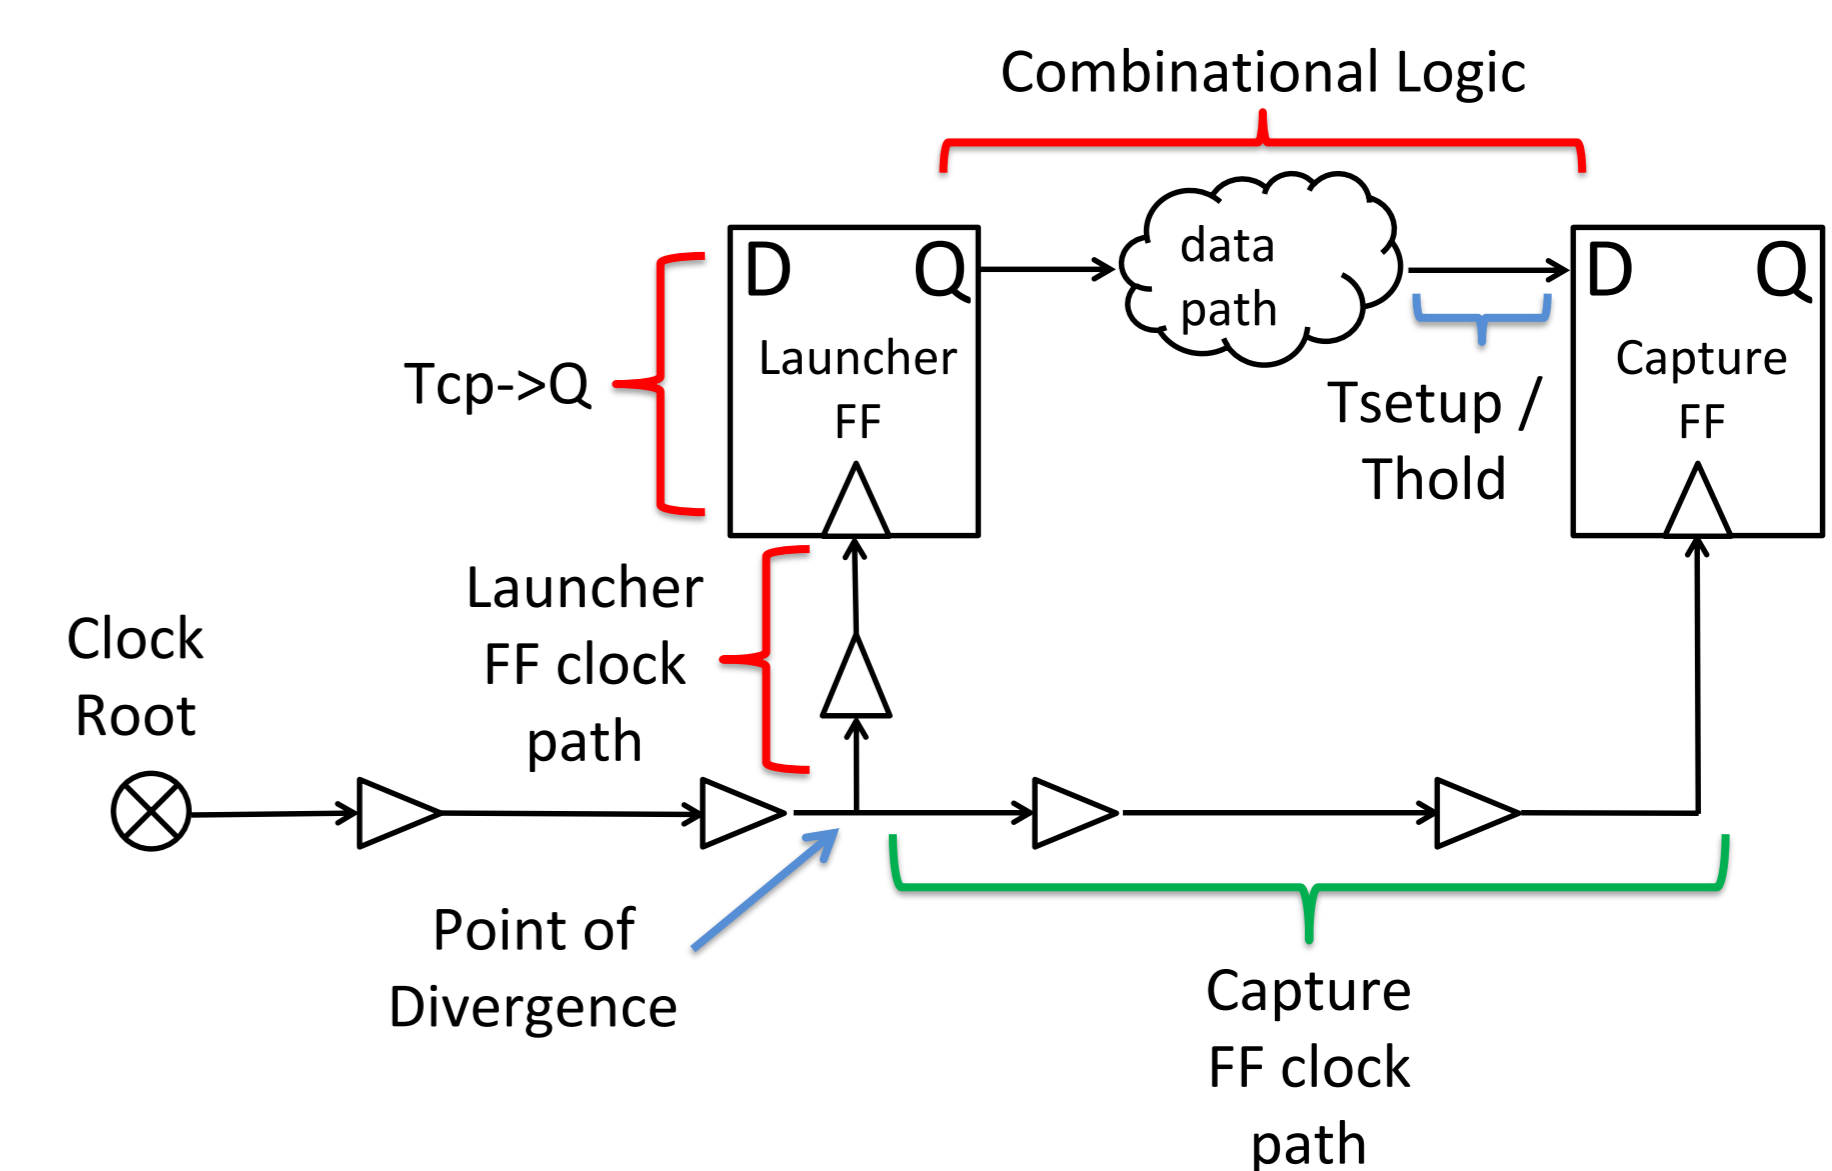 Combinational Logic
D Q
data
path
D Q
Launcher
FF
Capture
FF
Tcp->Q
Tsetup /
Thold
Launcher
FF clock
path
Clock
Root
Point of
Divergence
Capture
FF clock
path